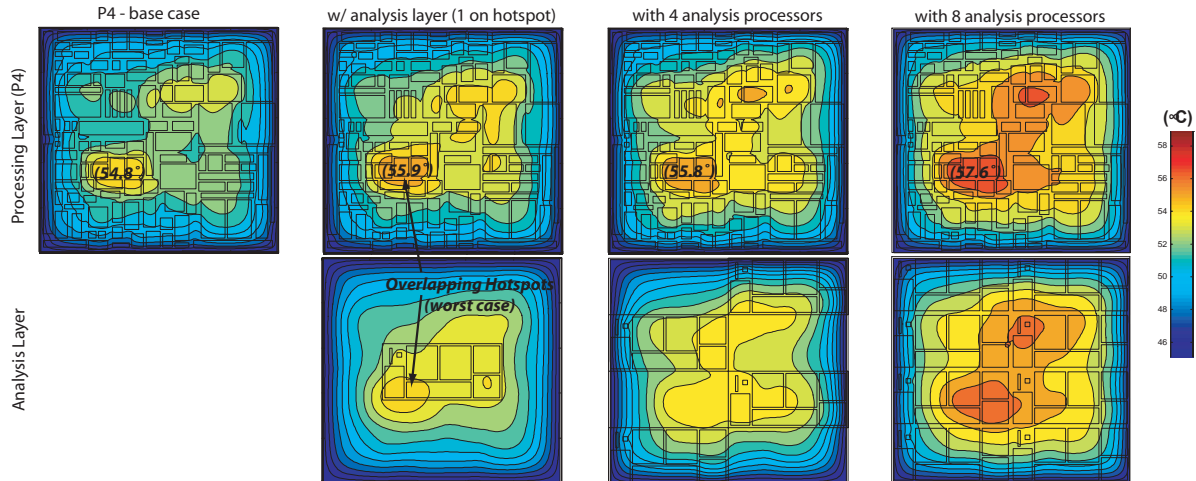 P4 - base case
w/ analysis layer (1 on hotspot)
with 4 analysis processors
with 8 analysis processors
Processing Layer (P4)
(54.8°)
(55.9°)
(55.8°)
(57.6°)
(°C)
58
56
54
52
50
48
46
Analysis Layer
Overlapping Hotspots
(worst case)